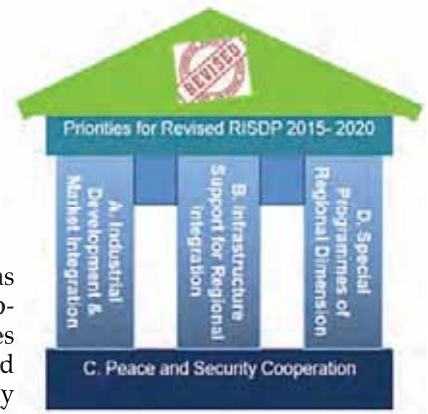 REVISED
Priorities for Revised RISDP 2015- 2020
A. Industrial
Development &
Market Integration
B. Infrastructure
Support for Regional
Integration
D. Special
Programmes of
Regional Dimension
C. Peace and Security Cooperation